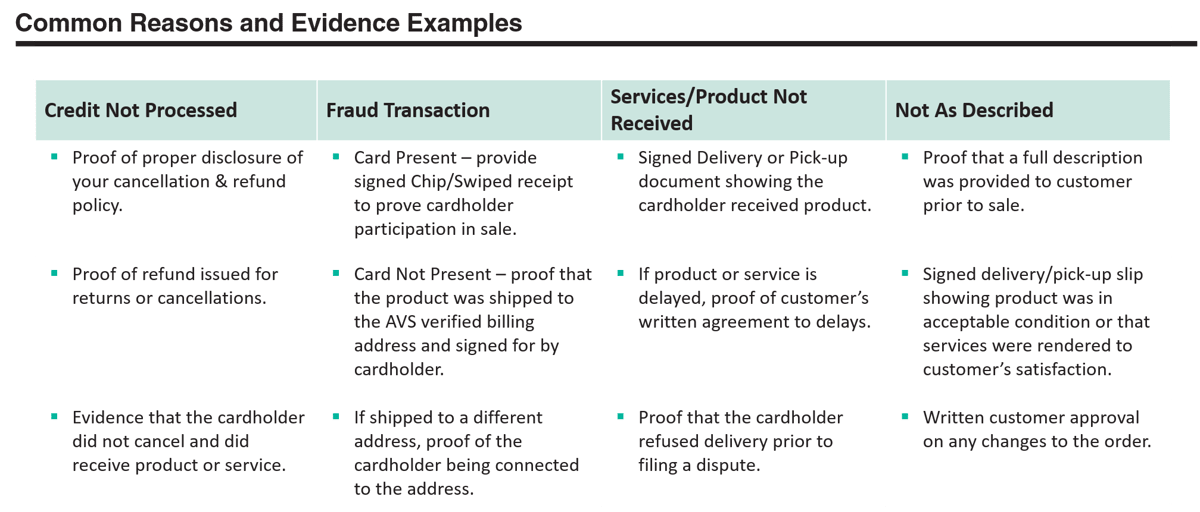 Common Reasons and Evidence Examples
Credit Not Processed
Fraud Transaction
Services/Product Not
Received
Not As Described
Proof of proper disclosure of
your cancellation & refund
policy.
Card Present – provide
signed Chip/Swiped receipt
to prove cardholder
participation in sale.
Signed Delivery or Pick-up
document showing the
cardholder received product.
Proof that a full description
was provided to customer
prior to sale.
Proof of refund issued for
returns or cancellations.
Card Not Present – proof that
the product was shipped to
the AVS verified billing
address and signed for by
cardholder.
If product or service is
delayed, proof of customer’s
written agreement to delays.
Signed delivery/pick-up slip
showing product was in
acceptable condition or that
services were rendered to
customer’s satisfaction.
Evidence that the cardholder
did not cancel and did
receive product or service.
If shipped to a different
address, proof of the
cardholder being connected
to the address.
Proof that the cardholder
refused delivery prior to
filing a dispute.
Written customer approval
on any changes to the order.